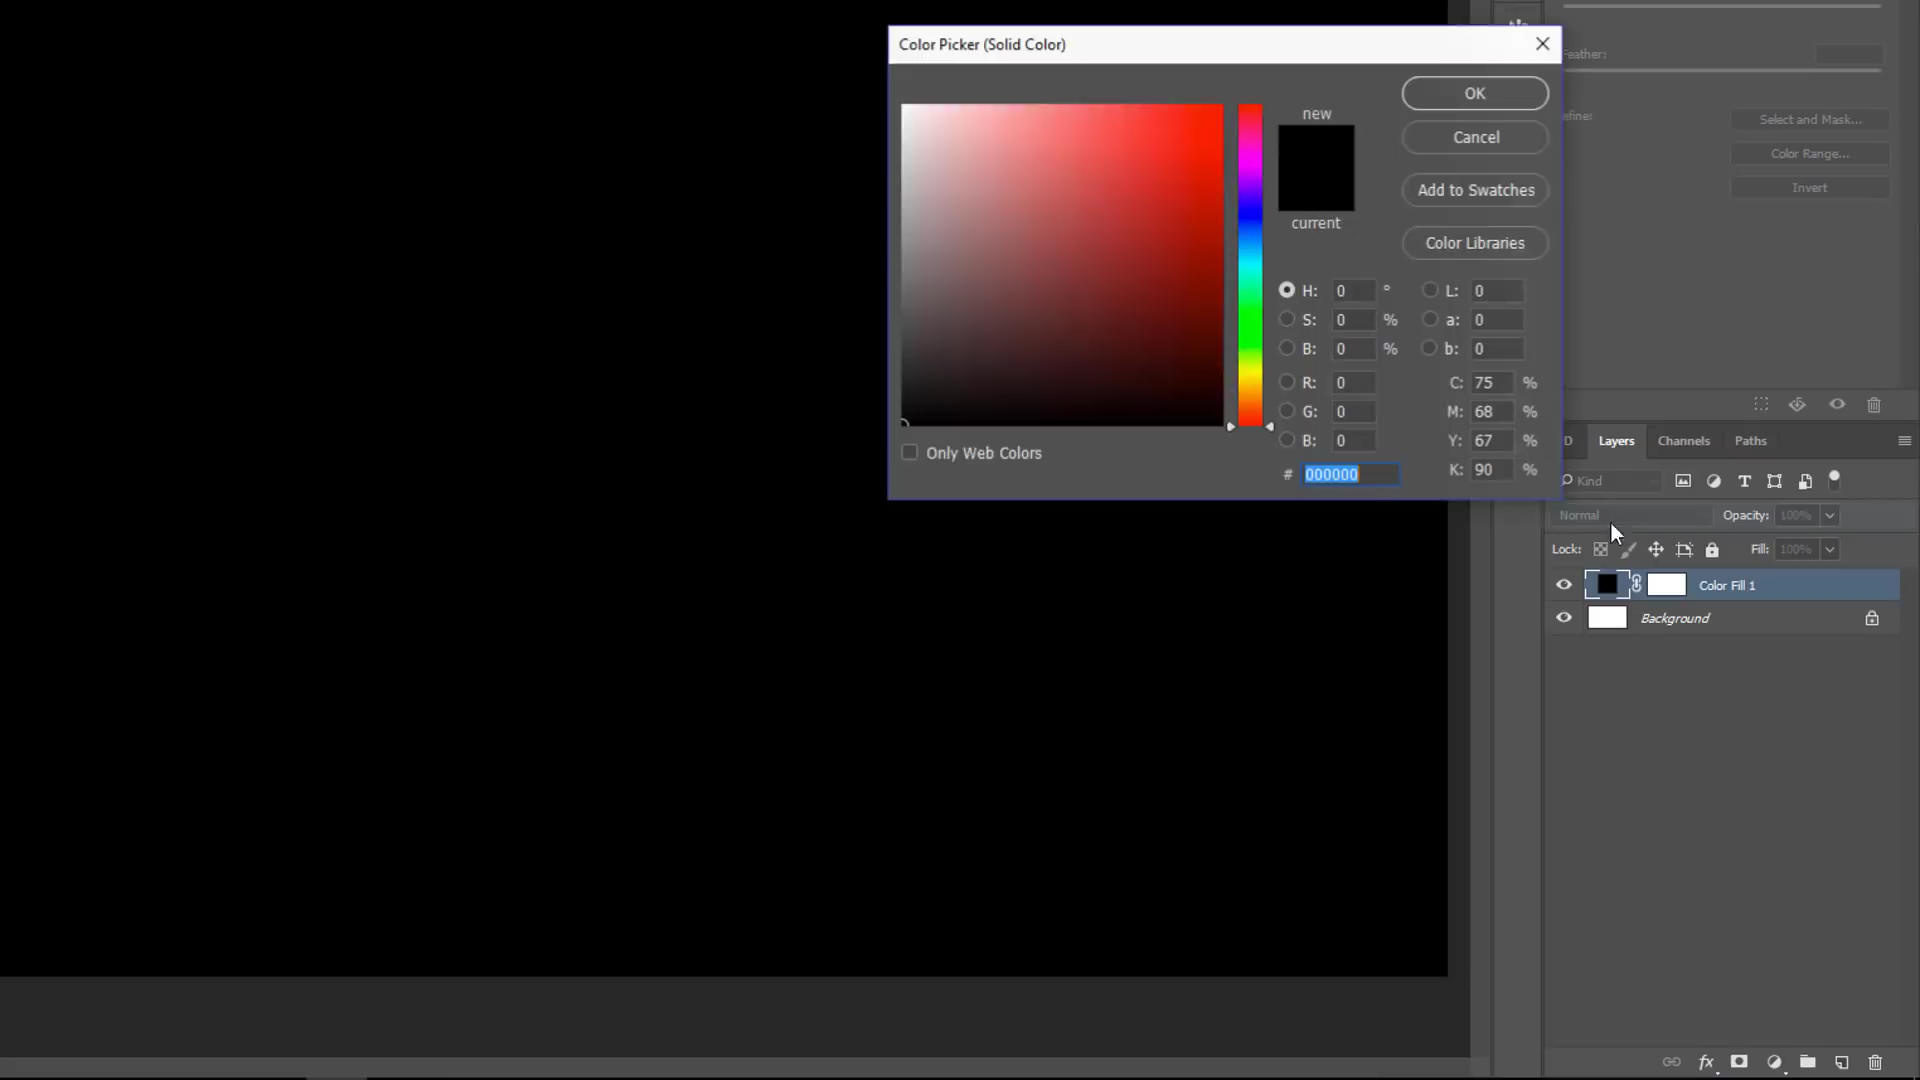 Color Picker (Solid Color)
OK
new
Cancel
Add to Swatches
current
Color Libraries
H: 0 °
L: 0
S: 0 %
a: 0
B: 0 %
b: 0
R: 0
C: 75 %
G: 0
M: 68 %
B: 0
Y: 67 %
Only Web Colors
# 000000
K: 90 %
Feather:
Select and Mask...
Color Range...
Invert
Layers
Channels
Paths
Kind
Normal
Opacity: 100%
Lock:
Fill: 100%
Color Fill 1
Background
fx